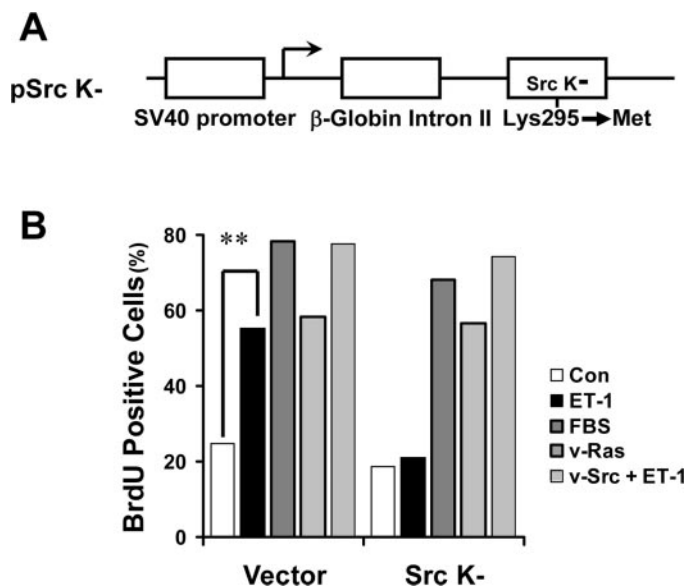 A
pSrc K-
Src K-
SV40 promoter β-Globin Intron II Lys295 Met
B
BrdU Positive Cells(%)
80
60
40
20
0
**
Vector Src K-
Con
ET-1
FBS
v-Ras
v-Src + ET-1